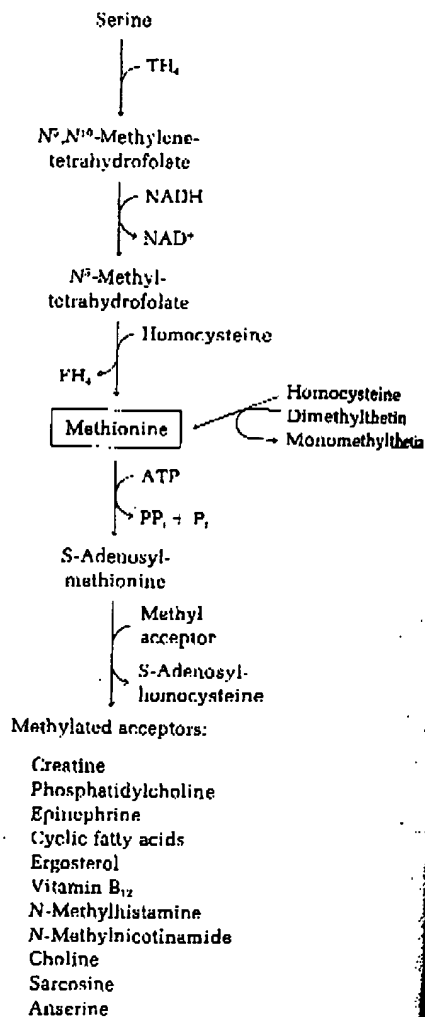 Serine
TH₄
N⁵,N¹⁰-Methylene-
tetrahydrofolate
NADH
NAD⁺
N⁵-Methyl-
tetrahydrofolate
Homocysteine
FH₄
Homocysteine
Dimethylthetin
Monomethylthetin
Methionine
ATP
PPᵢ + Pᵢ
S-Adenosyl-
methionine
Methyl
acceptor
S-Adenosyl-
homocysteine
Methylated acceptors:
Creatine
Phosphatidylcholine
Epinephrine
Cyclic fatty acids
Ergosterol
Vitamin B₁₂
N-Methylhistamine
N-Methylnicotinamide
Choline
Sarcosine
Anserine